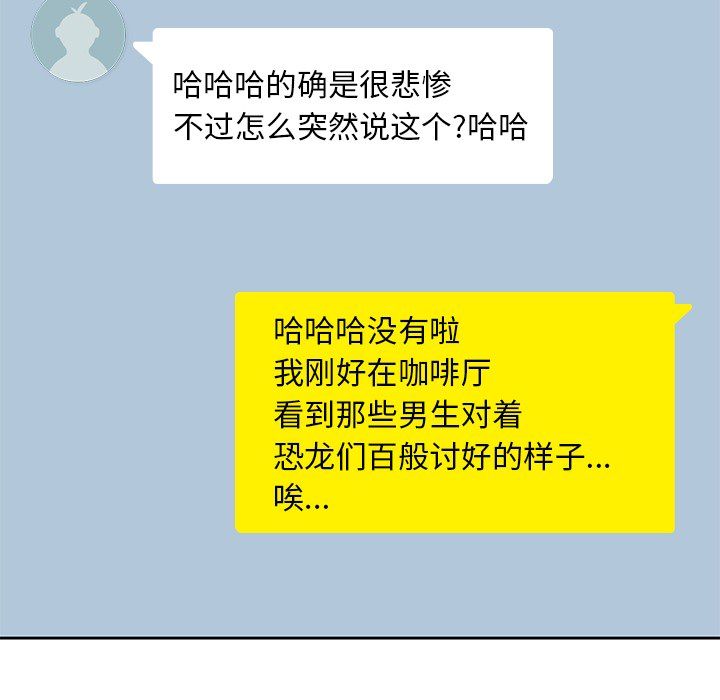 哈哈哈的确是很悲惨
不过怎么突然说这个?哈哈
哈哈哈没有啦
我刚好在咖啡厅
看到那些男生对着
恐龙们百般讨好的样子...
唉...